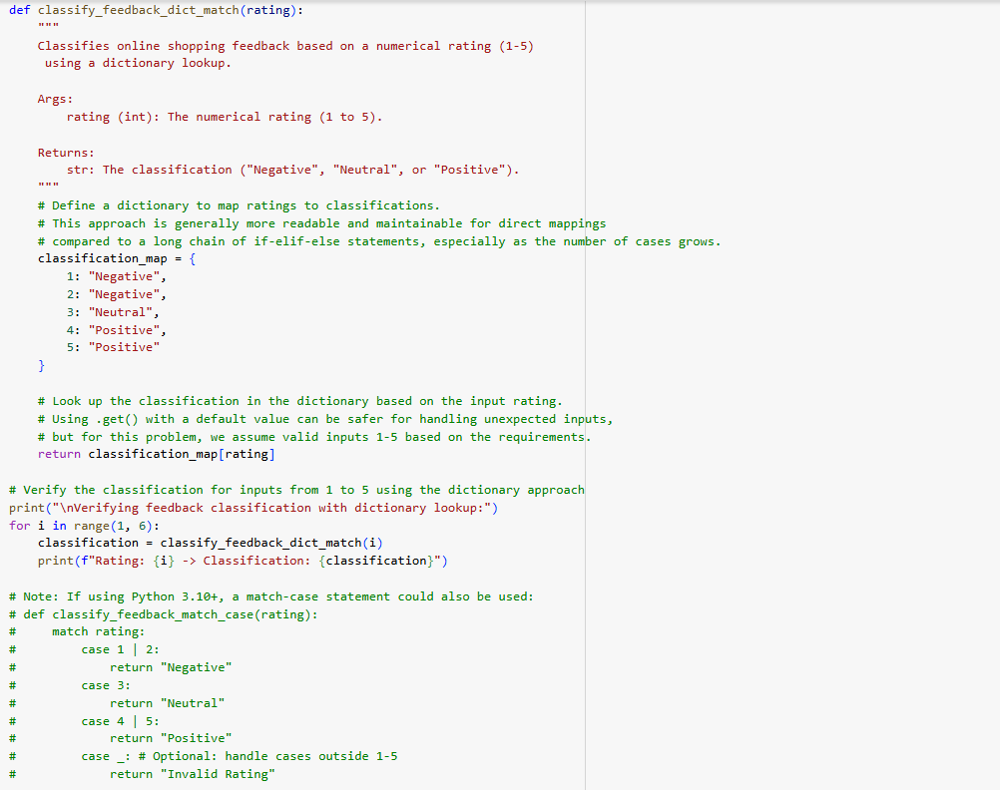 def classify_feedback_dict_match(rating):
    """
    Classifies online shopping feedback based on a numerical rating (1-5)
     using a dictionary lookup.

    Args:
        rating (int): The numerical rating (1 to 5).

    Returns:
        str: The classification ("Negative", "Neutral", or "Positive").
    """
    # Define a dictionary to map ratings to classifications.
    # This approach is generally more readable and maintainable for direct mappings
    # compared to a long chain of if-elif-else statements, especially as the number of cases grows.
    classification_map = {
        1: "Negative",
        2: "Negative",
        3: "Neutral",
        4: "Positive",
        5: "Positive"
    }

    # Look up the classification in the dictionary based on the input rating.
    # Using .get() with a default value can be safer for handling unexpected inputs,
    # but for this problem, we assume valid inputs 1-5 based on the requirements.
    return classification_map[rating]

# Verify the classification for inputs from 1 to 5 using the dictionary approach
print("\nVerifying feedback classification with dictionary lookup:")
for i in range(1, 6):
    classification = classify_feedback_dict_match(i)
    print(f"Rating: {i} -> Classification: {classification}")

# Note: If using Python 3.10+, a match-case statement could also be used:
# def classify_feedback_match_case(rating):
#     match rating:
#         case 1 | 2:
#             return "Negative"
#         case 3:
#             return "Neutral"
#         case 4 | 5:
#             return "Positive"
#         case _: # Optional: handle cases outside 1-5
#             return "Invalid Rating"